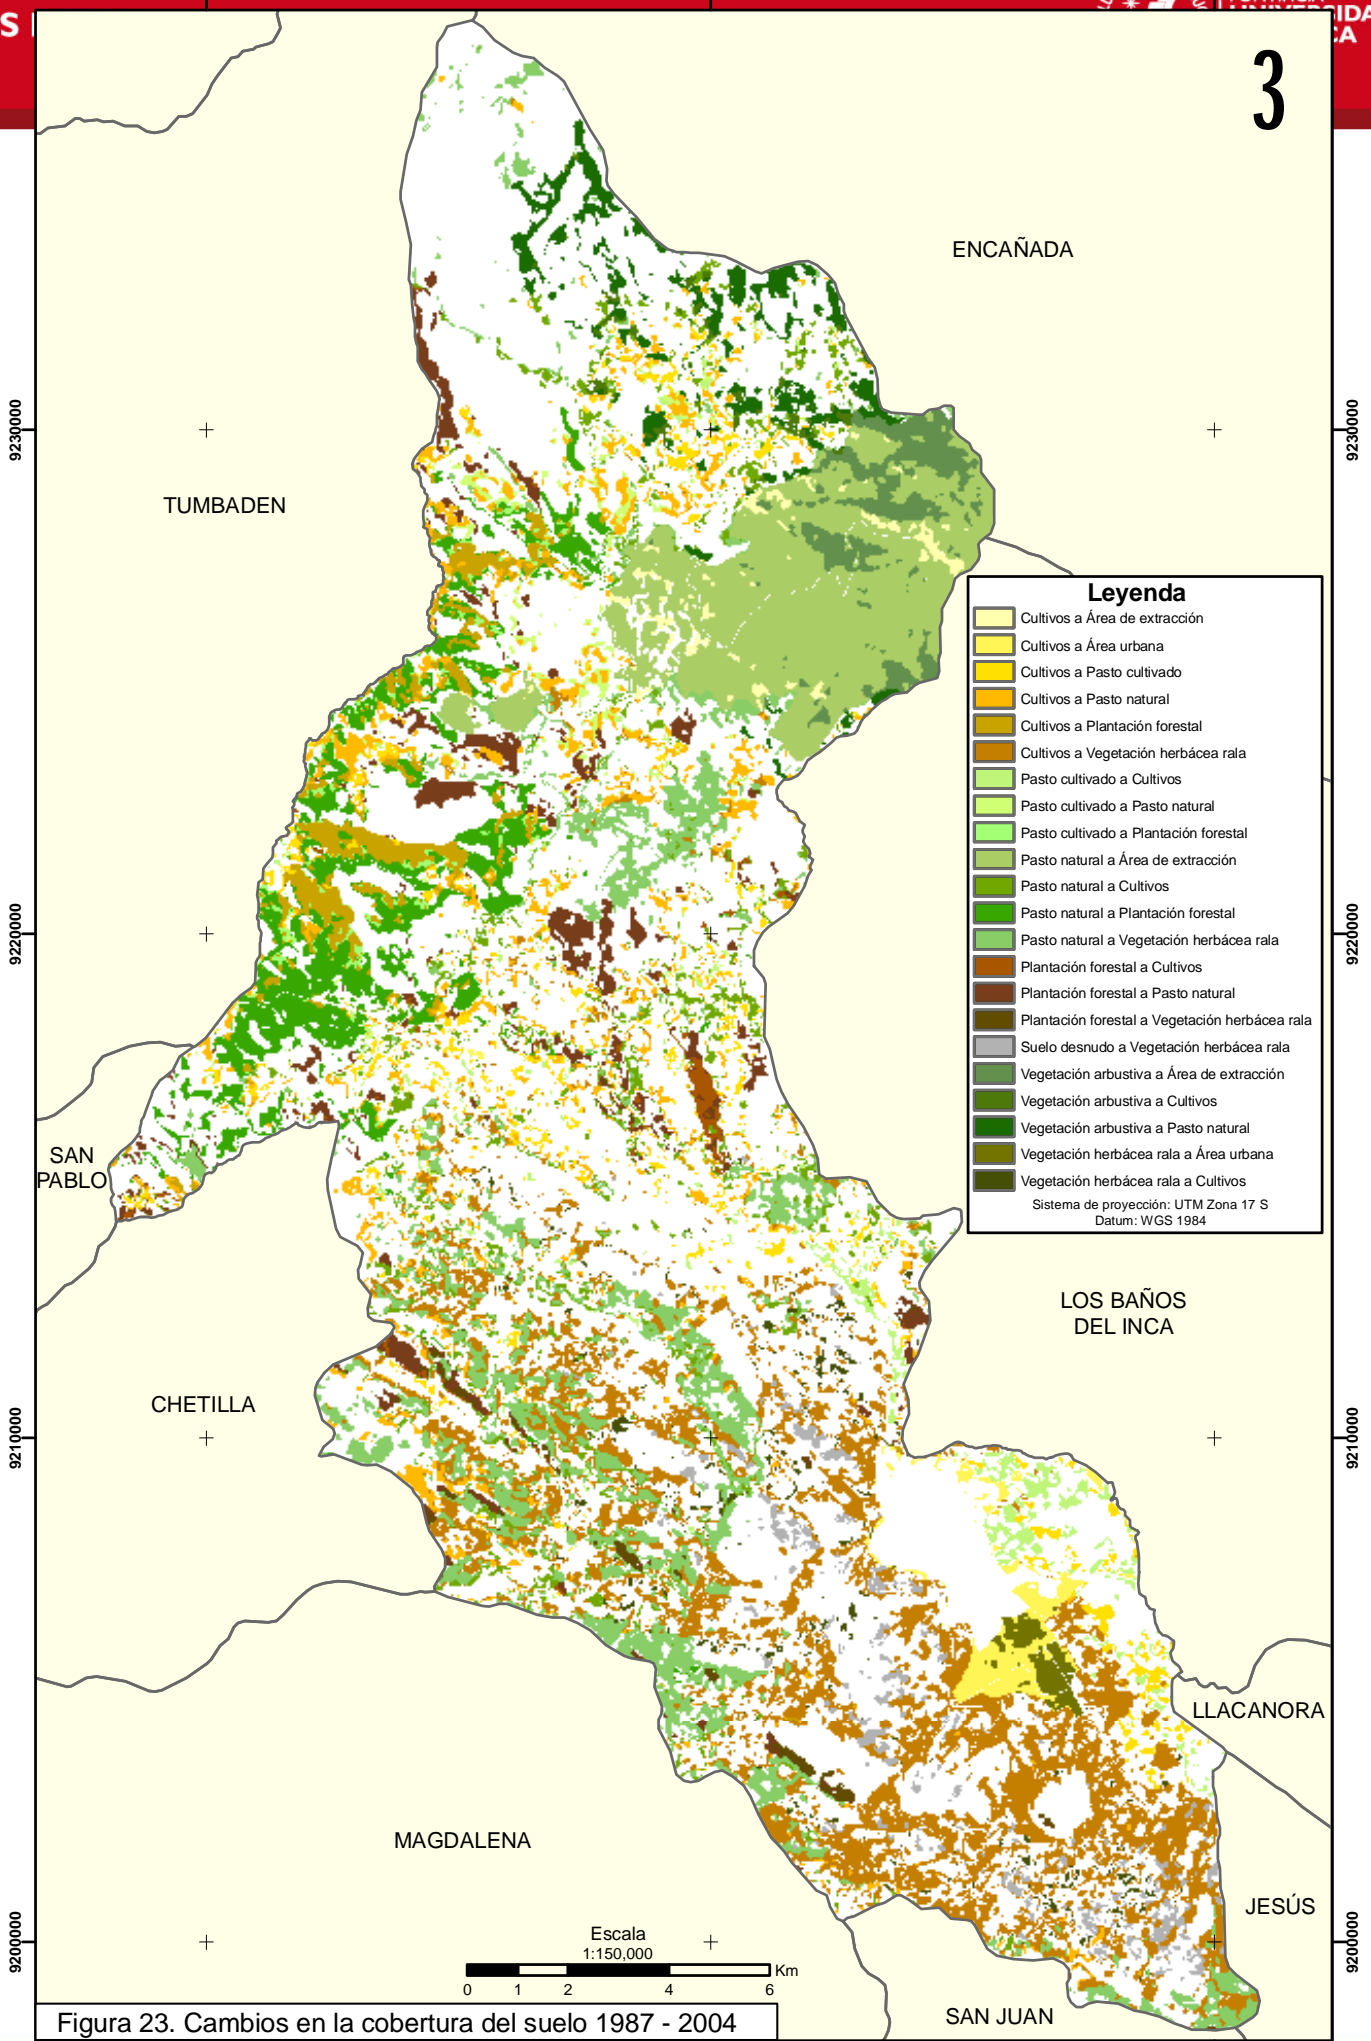 S
3
ENCAÑADA
TUMBADEN
SAN
PABLO
CHETILLA
MAGDALENA
SAN JUAN
JESÚS
LLACANORA
LOS BAÑOS
DEL INCA
9230000
9220000
9210000
9200000
9230000
9220000
9210000
9200000
Leyenda
Cultivos a Área de extracción
Cultivos a Área urbana
Cultivos a Pasto cultivado
Cultivos a Pasto natural
Cultivos a Plantación forestal
Cultivos a Vegetación herbácea rala
Pasto cultivado a Cultivos
Pasto cultivado a Pasto natural
Pasto cultivado a Plantación forestal
Pasto natural a Área de extracción
Pasto natural a Cultivos
Pasto natural a Plantación forestal
Pasto natural a Vegetación herbácea rala
Plantación forestal a Cultivos
Plantación forestal a Pasto natural
Plantación forestal a Vegetación herbácea rala
Suelo desnudo a Vegetación herbácea rala
Vegetación arbustiva a Área de extracción
Vegetación arbustiva a Cultivos
Vegetación arbustiva a Pasto natural
Vegetación herbácea rala a Área urbana
Vegetación herbácea rala a Cultivos
Sistema de proyección: UTM Zona 17 S
Datum: WGS 1984
Escala
1:150,000
Km
0 1 2 4 6
Figura 23. Cambios en la cobertura del suelo 1987 - 2004